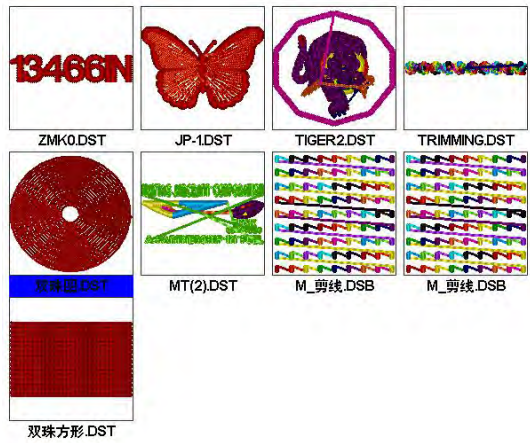 13466IN
ZMK0.DST
JP-1.DST
TIGER2.DST
TRIMMING.DST
双珠圆.DST
MT(2).DST
M_剪线.DSB
M_剪线.DSB
双珠方形.DST